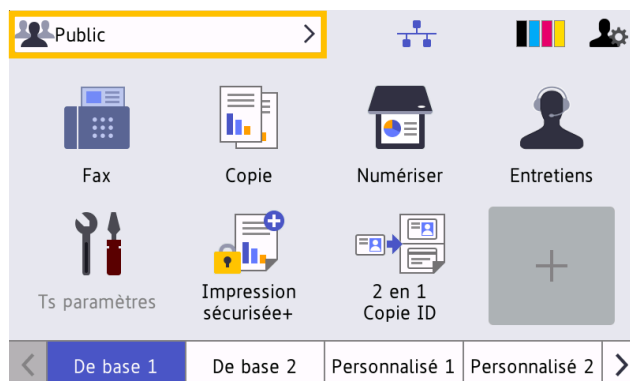 Public
Fax
Copie
Numériser
Entretiens
Ts paramètres
Impression
sécurisée+
2 en 1
Copie ID
De base 1
De base 2
Personnalisé 1
Personnalisé 2